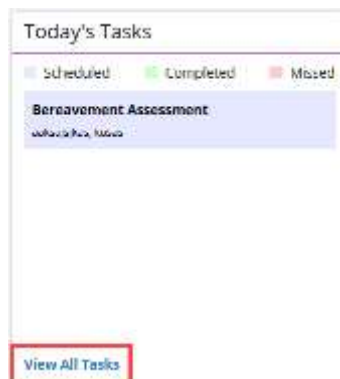 Today's Tasks
Scheduled Completed Missed
Bereavement Assessment
View All Tasks